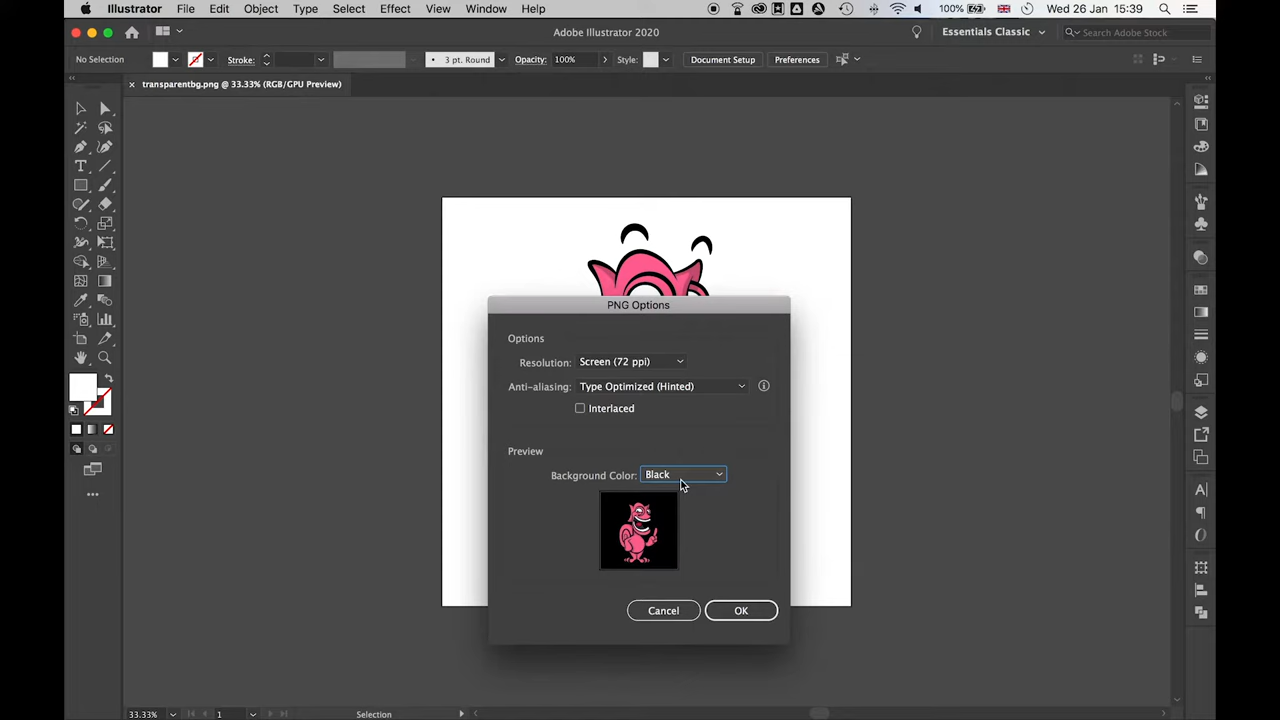 Illustrator File Edit Object Type Select Effect View Window Help 100% Wed 26 Jan 15:39
Adobe Illustrator 2020 Essentials Classic Search Adobe Stock
No Selection Stroke: 3 pt. Round Opacity: 100% Style: Document Setup Preferences
transparentbg.png @ 33.33% (RGB/GPU Preview)
PNG Options
Options
Resolution: Screen (72 ppi)
Anti-aliasing: Type Optimized (Hinted)
Interlaced
Preview
Background Color: Black
Cancel OK
33.33% 1 Selection